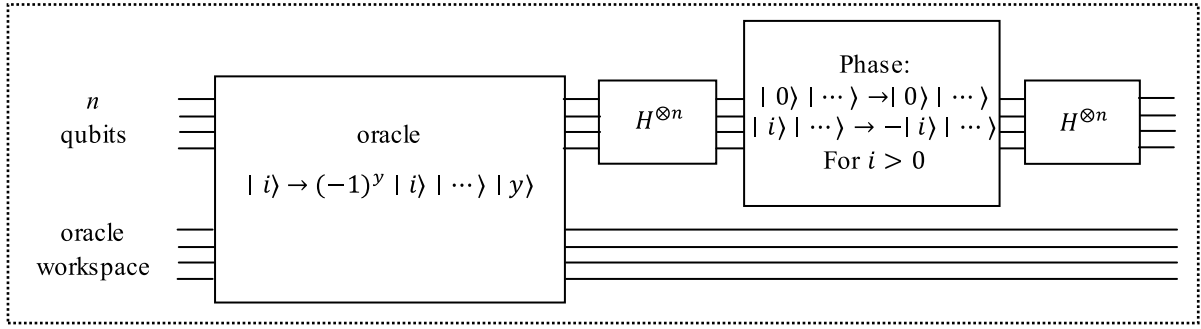 n
qubits
oracle
| i⟩ → (−1)^y | i⟩ | ⋯⟩ | y⟩
oracle
workspace
H^⊗n
Phase:
| 0⟩ | ⋯⟩ →| 0⟩ | ⋯⟩
| i⟩ | ⋯⟩ → −| i⟩ | ⋯⟩
For i > 0
H^⊗n